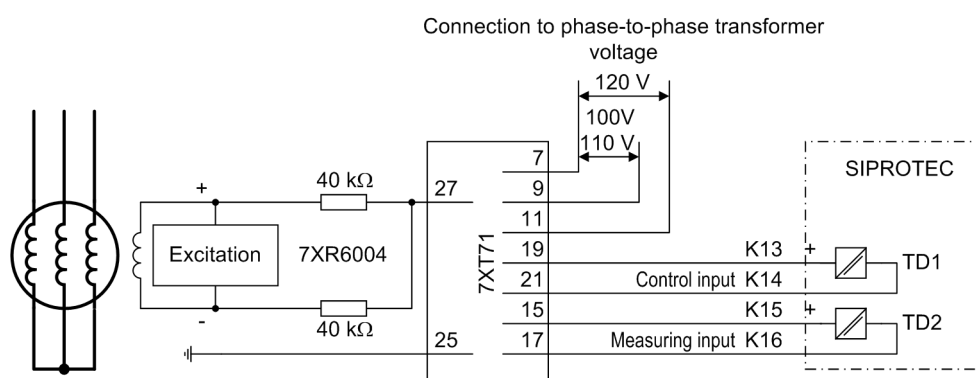 Connection to phase-to-phase transformer
voltage
120 V
100V
110 V
7
SIPROTEC
40 kΩ
+
27
9
11
Excitation
7XR6004
7XT71
19
K13
+
TD1
21
Control input K14
15
K15
+
TD2
-
40 kΩ
25
17
Measuring input K16